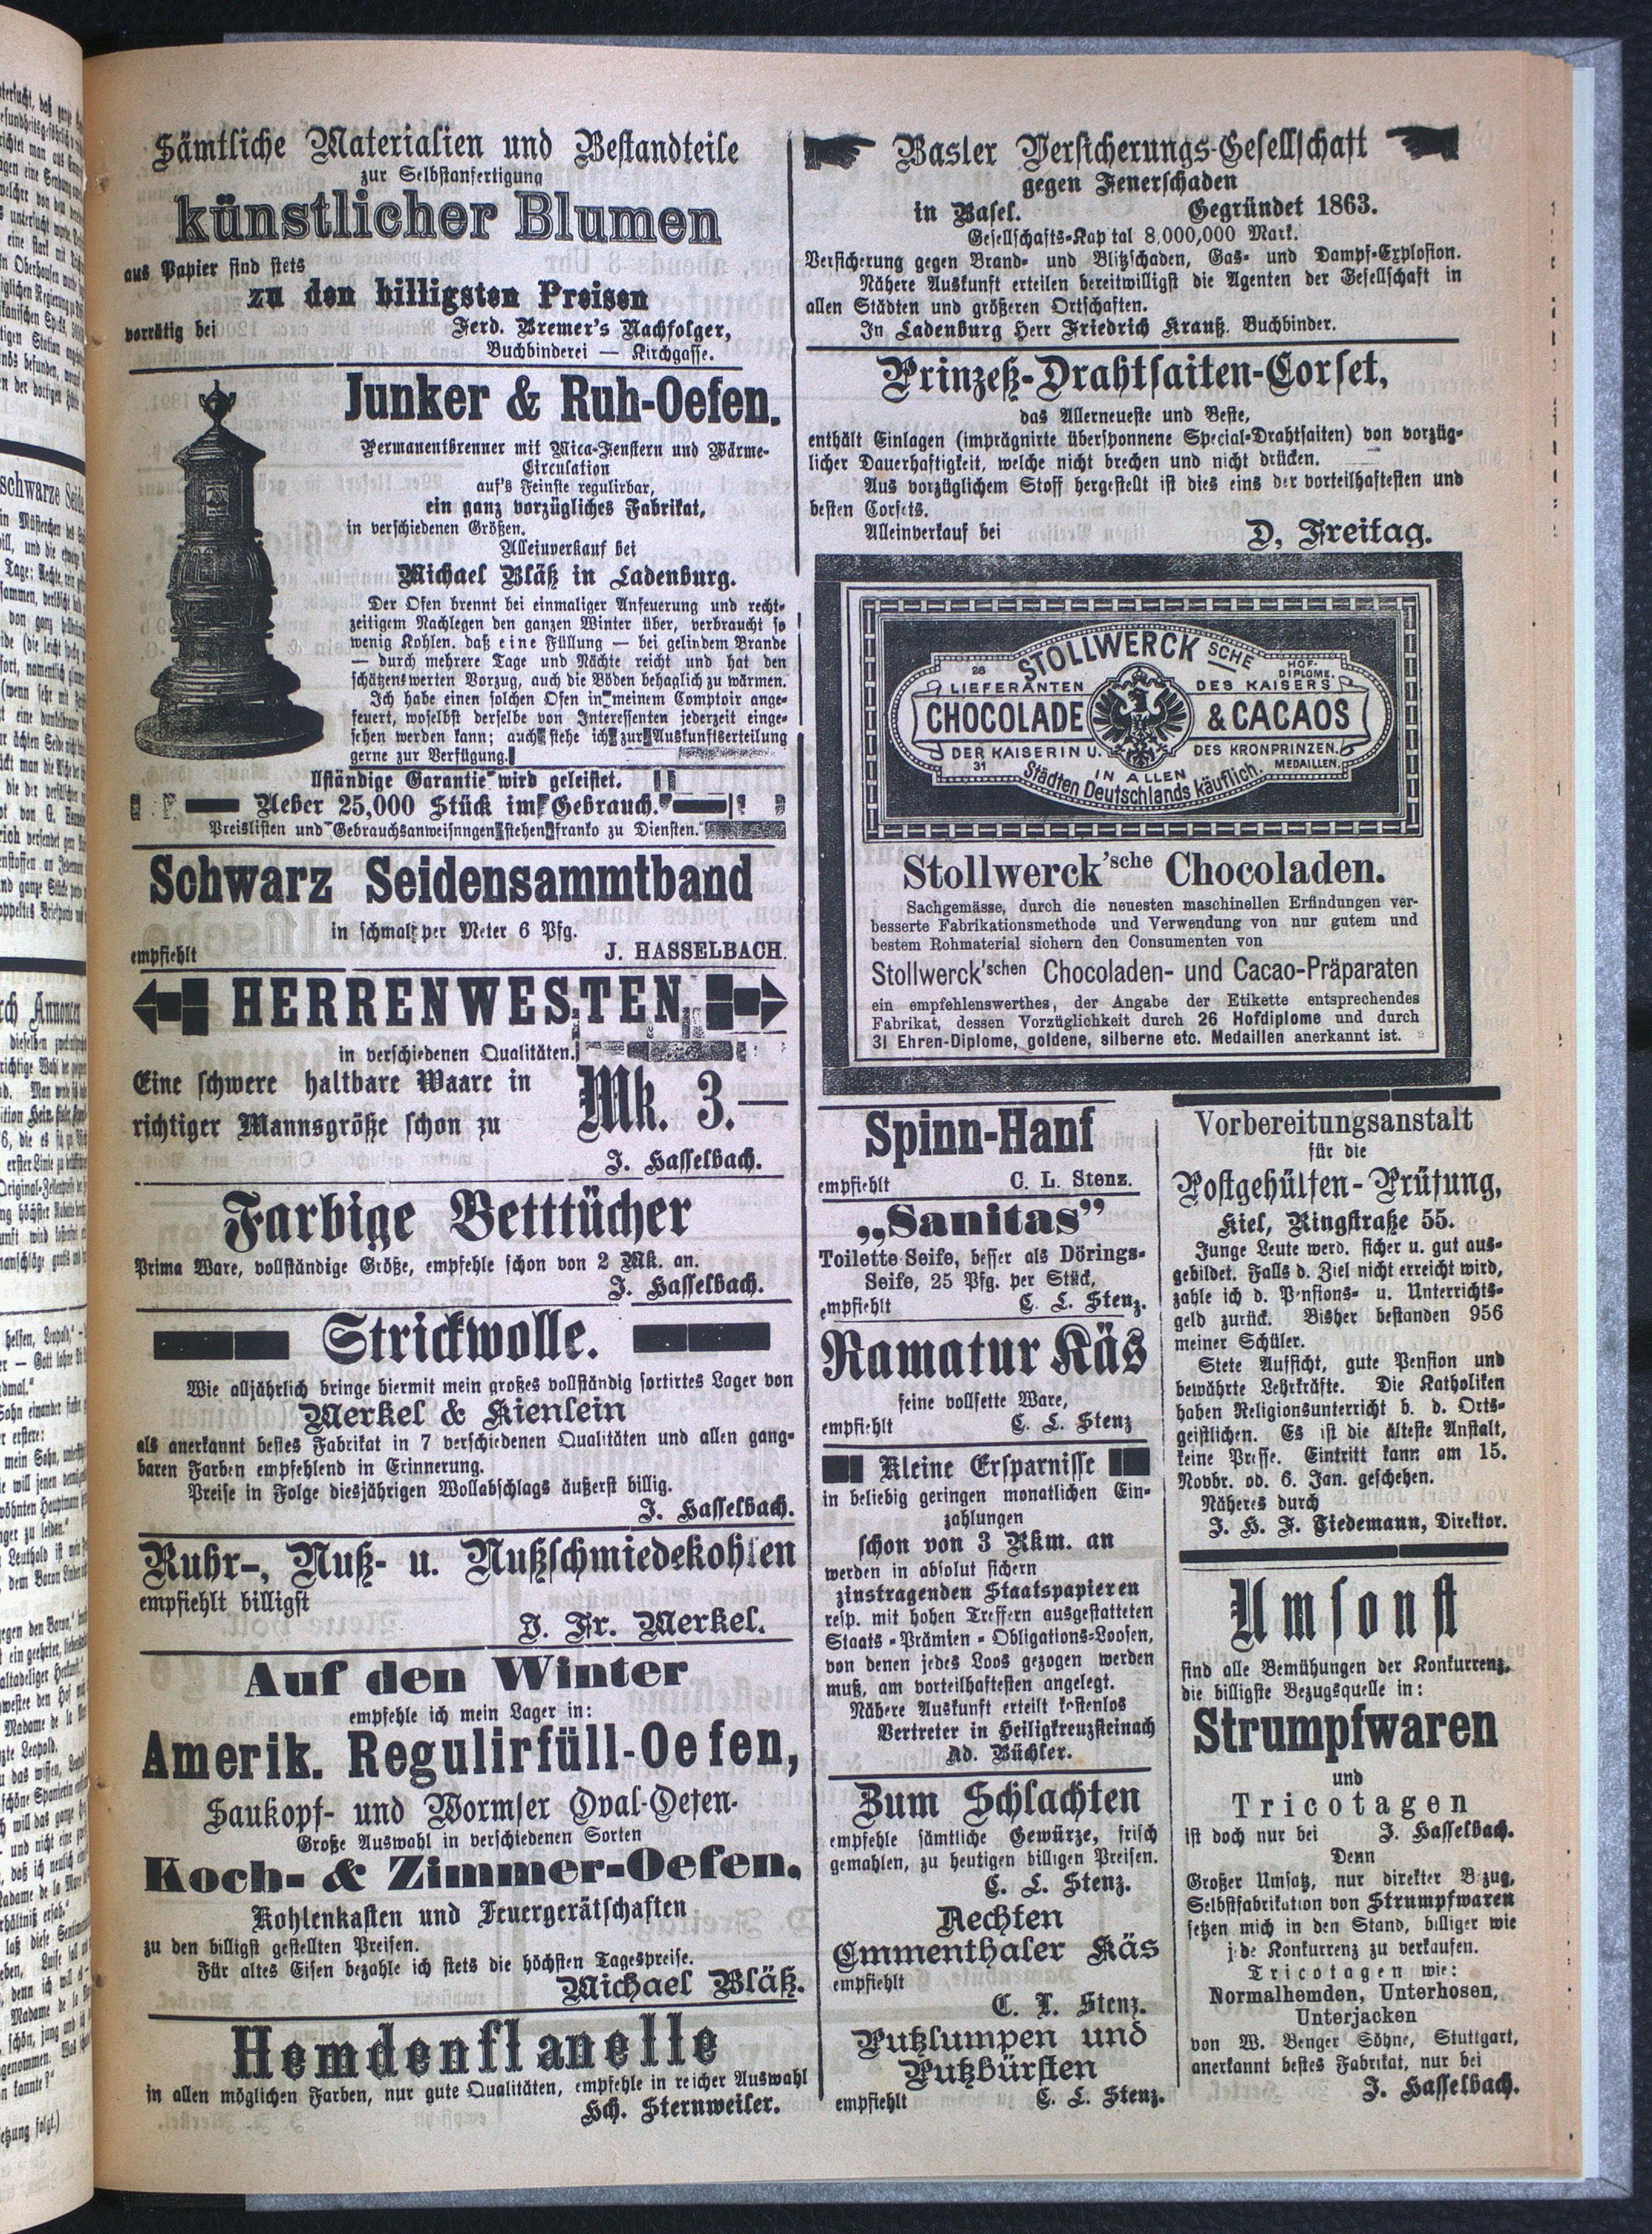 Sämtliche Materialien und Bestandteile
zur Selbstanfertigung
künstlicher Blumen
aus Papier sind stets
zu den billigsten Preisen
vorrätig bei Ferd. Bremer's Nachfolger,
Buchbinderei — Kirchgasse.
Junker & Ruh-Oefen.
Permanentbrenner mit Mica-Fenstern und Wärme-
Circulation
auf's Feinste regulirbar,
ein ganz vorzügliches Fabrikat,
in verschiedenen Größen.
Alleinverkauf bei
Michael Bläß in Ladenburg.
Der Ofen brennt bei einmaliger Anfeuerung und recht-
zeitigem Nachlegen den ganzen Winter über, verbraucht so
wenig Kohlen, daß eine Füllung — bei gelindem Brande
— durch mehrere Tage und Nächte reicht und hat den
schätzenswerten Vorzug, auch die Böden behaglich zu wärmen.
Ich habe einen solchen Ofen in meinem Comptoir ange-
feuert, woselbst derselbe von Interessenten jederzeit einge-
sehen werden kann; auch stehe ich zur Auskunftserteilung
gerne zur Verfügung.
llständige Garantie wird geleistet.
Ueber 25,000 Stück im Gebrauch.
Preislisten und Gebrauchsanweisnngen stehen franko zu Diensten.
Schwarz Seidensammtband
in schmal per Meter 6 Pfg.
empfiehlt J. HASSELBACH.
HERRENWESTEN
in verschiedenen Qualitäten.
Eine schwere haltbare Waare in
richtiger Mannsgröße schon zu Mk. 3.—
J. Hasselbach.
Farbige Betttücher
Prima Ware, vollständige Größe, empfehle schon von 2 Mk. an.
J. Hasselbach.
Strickwolle.
Wie alljährlich bringe hiermit mein großes vollständig sortirtes Lager von
Merkel & Kienlein
als anerkannt bestes Fabrikat in 7 verschiedenen Qualitäten und allen gang-
baren Farben empfehlend in Erinnerung.
Preise in Folge diesjährigen Wollabschlags äußerst billig.
J. Hasselbach.
Ruhr-, Nuß- u. Nußschmiedekohlen
empfiehlt billigst
J. Fr. Merkel.
Auf den Winter
empfehle ich mein Lager in:
Amerik. Regulirfüll-Oefen,
Saukopf- und Wormser Oval-Oefen.
Große Auswahl in verschiedenen Sorten
Koch- & Zimmer-Oefen.
Kohlenkasten und Feuergerätschaften
zu den billigst gestellten Preisen.
Für altes Eisen bezahle ich stets die höchsten Tagespreise.
Michael Bläß.
Hemdenflanelle
in allen möglichen Farben, nur gute Qualitäten, empfehle in reicher Auswahl
Hch. Sternweiler.
Basler Versicherungs-Gesellschaft
gegen Feuerschaden
in Basel. Gegründet 1863.
Gesellschafts-Kap tal 8,000,000 Mark.
Versicherung gegen Brand- und Blitzschaden, Gas- und Dampf-Explosion.
Nähere Auskunft erteilen bereitwilligst die Agenten der Gesellschaft in
allen Städten und größeren Ortschaften.
In Ladenburg Herr Friedrich Krauß, Buchbinder.
Prinzeß-Drahtsaiten-Corset,
das Allerneueste und Beste,
enthält Einlagen (imprägnirte übersponnene Special-Drahtsaiten) von vorzüg-
licher Dauerhaftigkeit, welche nicht brechen und nicht drücken.
Aus vorzüglichem Stoff hergestellt ist dies eins der vorteilhaftesten und
besten Corsets.
Alleinverkauf bei D. Freitag.
STOLLWERCK'SCHE
26 HOF-DIPLOME.
LIEFERANTEN DES KAISERS
CHOCOLADE & CACAOS
DER KAISERIN U. DES KRONPRINZEN.
31 IN ALLEN MEDAILLEN.
Städten Deutschlands käuflich.
Stollwerck'sche Chocoladen.
Sachgemässe, durch die neuesten maschinellen Erfindungen ver-
besserte Fabrikationsmethode und Verwendung von nur gutem und
bestem Rohmaterial sichern den Consumenten von
Stollwerck'schen Chocoladen- und Cacao-Präparaten
ein empfehlenswerthes, der Angabe der Etikette entsprechendes
Fabrikat, dessen Vorzüglichkeit durch 26 Hofdiplome und durch
31 Ehren-Diplome, goldene, silberne etc. Medaillen anerkannt ist.
Spinn-Hanf
empfiehlt C. L. Stenz.
„Sanitas”
Toilette-Seife, besser als Dörings-
Seife, 25 Pfg. per Stück,
empfiehlt C. L. Stenz.
Ramatur Käs
feine vollfette Ware,
empfiehlt C. L. Stenz
Kleine Ersparnisse
in beliebig geringen monatlichen Ein-
zahlungen
schon von 3 Rkm. an
werden in absolut sichern
zinstragenden Staatspapieren
resp. mit hohen Treffern ausgestatteten
Staats-Prämien-Obligations-Loosen,
von denen jedes Loos gezogen werden
muß, am vorteilhaftesten angelegt.
Nähere Auskunft erteilt kostenlos
Vertreter in Heiligkreuzsteinach
Ad. Büchler.
Zum Schlachten
empfehle sämtliche Gewürze, frisch
gemahlen, zu heutigen billigen Preisen.
C. L. Stenz.
Aechten
Emmenthaler Käs
empfiehlt
C. L. Stenz.
Putzlumpen und
Putzbürsten
empfiehlt C. L. Stenz.
Vorbereitungsanstalt
für die
Postgehülfen-Prüfung,
Kiel, Ringstraße 55.
Junge Leute werd. sicher u. gut aus-
gebildet. Falls d. Ziel nicht erreicht wird,
zahle ich d. Pensions- u. Unterrichts-
geld zurück. Bisher bestanden 956
meiner Schüler.
Stete Aufsicht, gute Pension und
bewährte Lehrkräfte. Die Katholiken
haben Religionsunterricht b. d. Orts-
geistlichen. Es ist die älteste Anstalt,
keine Presse. Eintritt kann am 15.
Novbr. od. 6. Jan. geschehen.
Näheres durch
J. H. F. Tiedemann, Direktor.
Umsonst
sind alle Bemühungen der Konkurrenz,
die billigste Bezugsquelle in:
Strumpfwaren
und
Tricotagen
ist doch nur bei J. Hasselbach.
Denn
Großer Umsatz, nur direkter Bezug,
Selbstfabrikation von Strumpfwaren
setzen mich in den Stand, billiger wie
jede Konkurrenz zu verkaufen.
Tricotagen wie:
Normalhemden, Unterhosen,
Unterjacken
von W. Benger Söhne, Stuttgart,
anerkannt bestes Fabrikat, nur bei
J. Hasselbach.